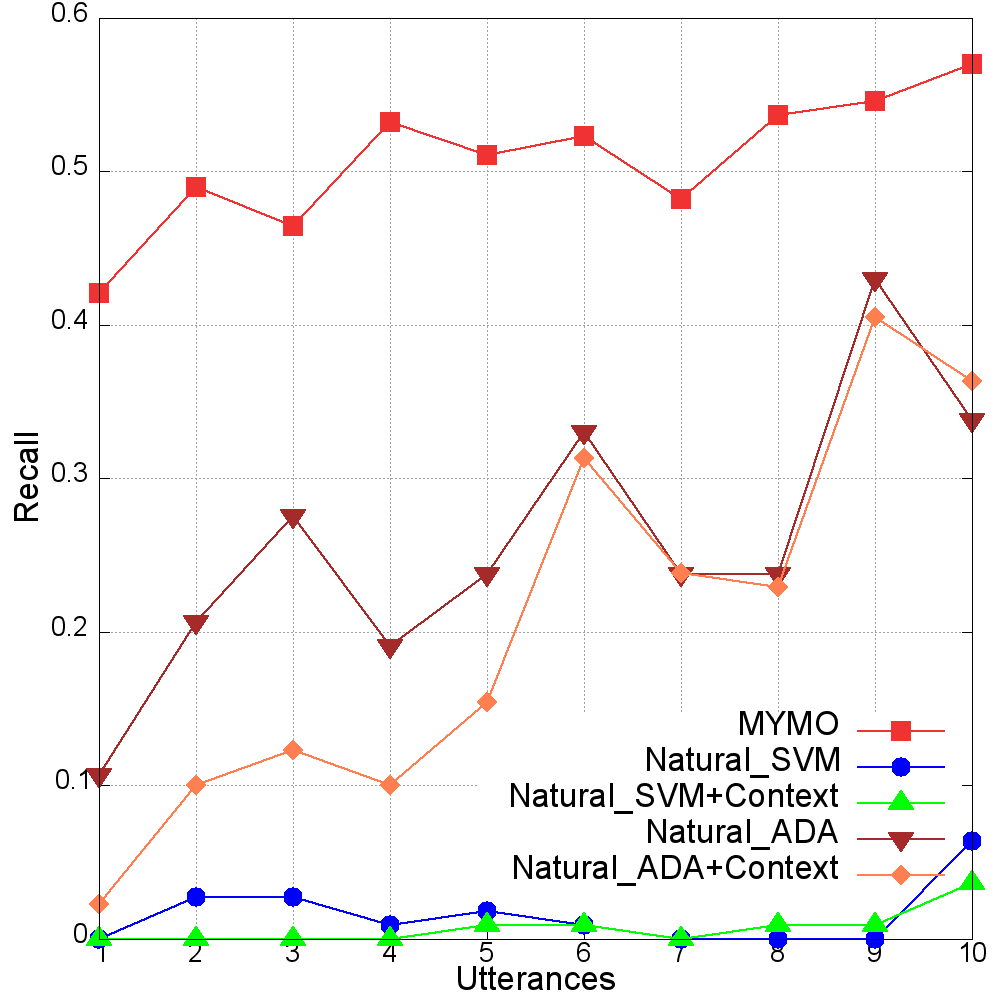 0.6
0.5
0.4
0.3
0.2
0.1
0
Recall
MYMO
Natural_SVM
Natural_SVM+Context
Natural_ADA
Natural_ADA+Context
1 2 3 4 5 6 7 8 9 10
Utterances